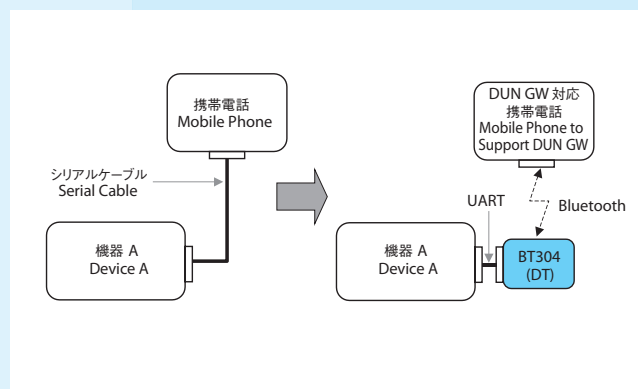 携帯電話
Mobile Phone
シリアルケーブル
Serial Cable
機器 A
Device A
DUN GW 対応
携帯電話
Mobile Phone to
Support DUN GW
UART
Bluetooth
機器 A
Device A
BT304
(DT)